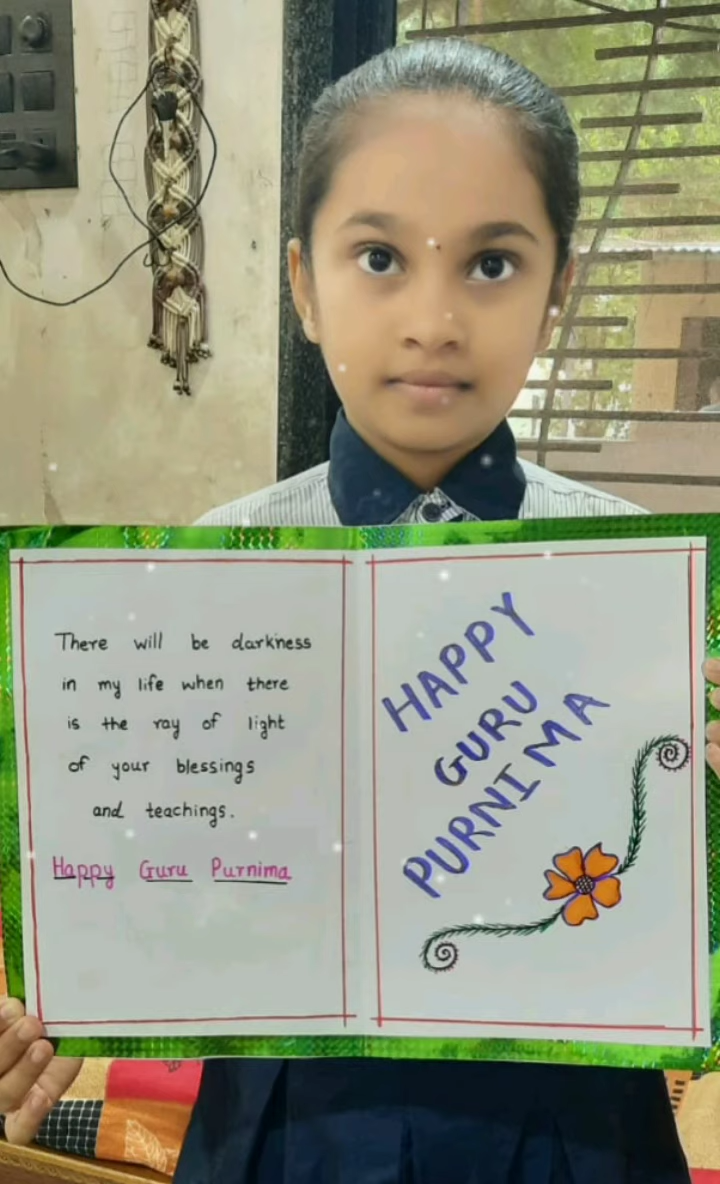 There will be darkness
in my life when there
is the ray of light
of your blessings
and teachings.
Happy Guru Purnima
HAPPY
GURU
PURNIMA